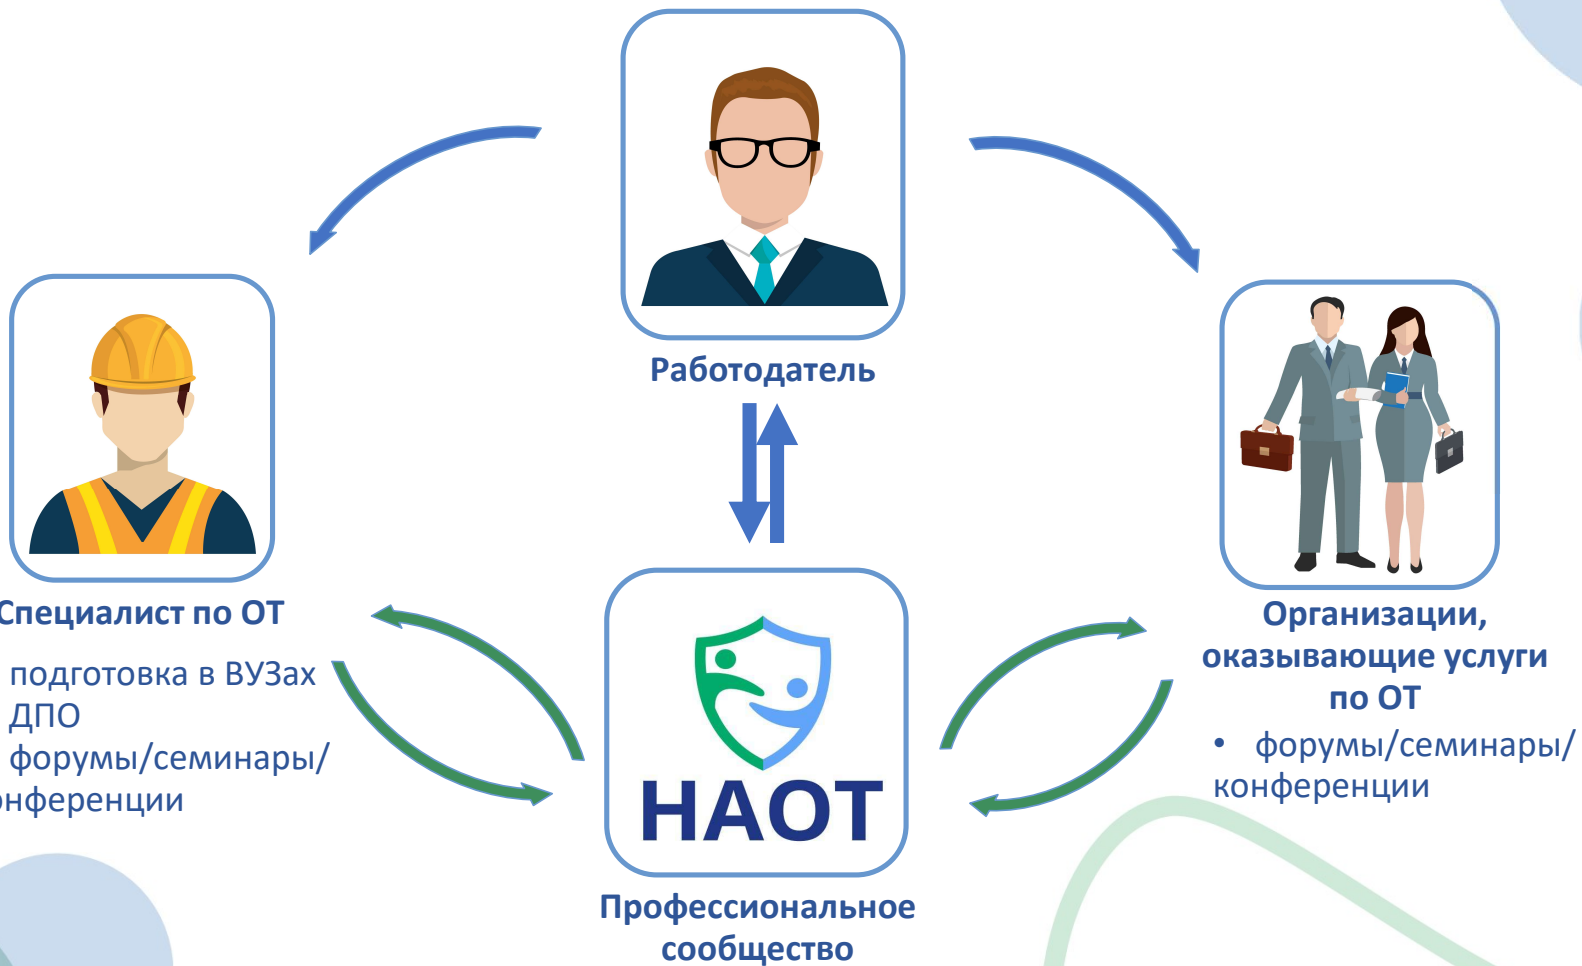 Работодатель
Специалист по ОТ
подготовка в ВУЗах
ДПО
форумы/семинары/
конференции
НАОТ
Профессиональное
сообщество
Организации,
оказывающие услуги
по ОТ
• форумы/семинары/
конференции